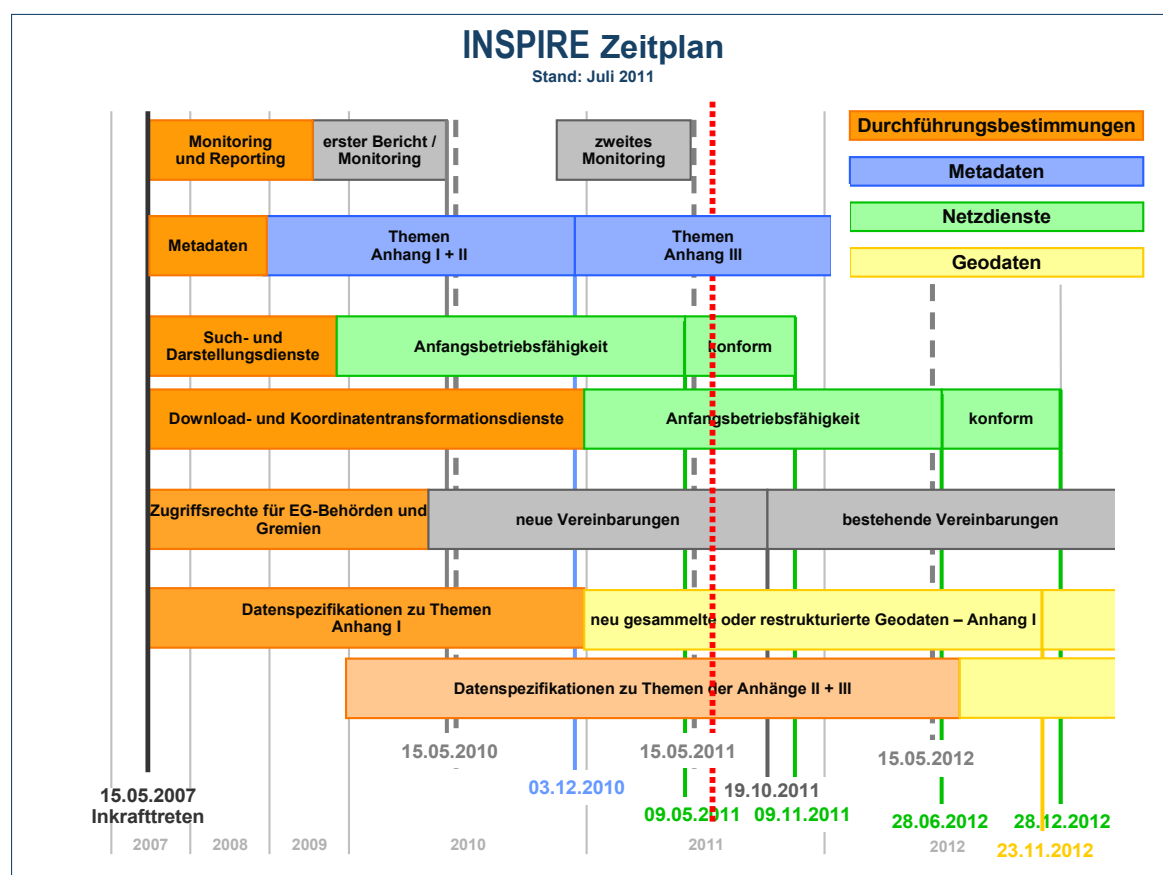 INSPIRE Zeitplan
Stand: Juli 2011
Monitoring
und Reporting
erster Bericht /
Monitoring
zweites
Monitoring
Durchführungsbestimmungen
Metadaten
Netzdienste
Geodaten
Metadaten
Themen
Anhang I + II
Themen
Anhang III
Such- und
Darstellungsdienste
Anfangsbetriebsfähigkeit
konform
Download- und Koordinatentransformationsdienste
Anfangsbetriebsfähigkeit
konform
Zugriffsrechte für EG-Behörden und
Gremien
neue Vereinbarungen
bestehende Vereinbarungen
Datenspezifikationen zu Themen
Anhang I
neu gesammelte oder restrukturierte Geodaten – Anhang I
Datenspezifikationen zu Themen der Anhänge II + III
15.05.2010
15.05.2011
15.05.2012
03.12.2010
19.10.2011
15.05.2007
Inkrafttreten
09.05.2011
09.11.2011
28.06.2012
28.12.2012
23.11.2012
2007
2008
2009
2010
2011
2012